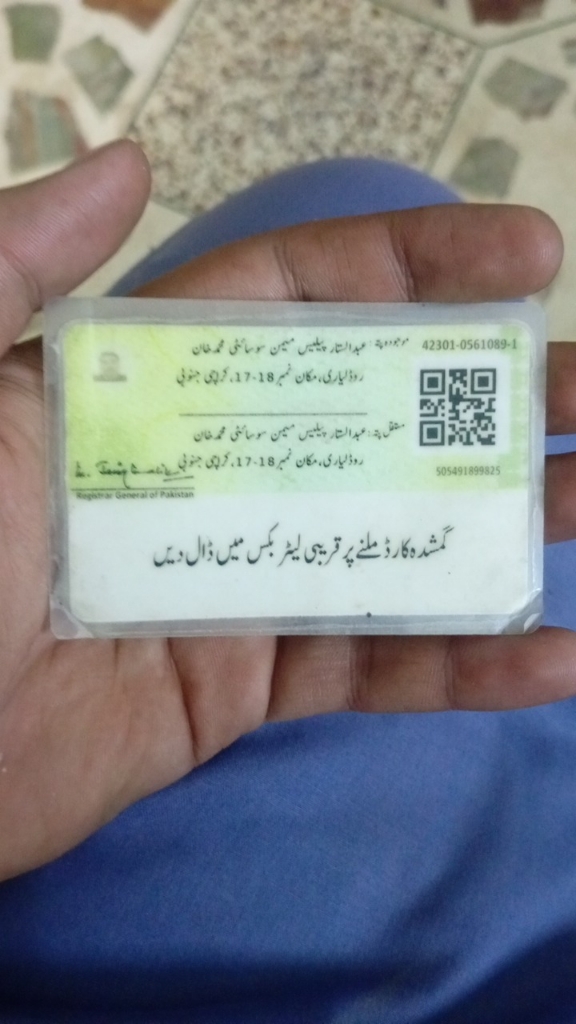 موجودہ پتہ: عبدالستار پیلیس میمن سوسائٹی محمد خان 42301-0561089-1
روڈ لیاری، مکان نمبر 18-17، کراچی جنوبی
مستقل پتہ: عبدالستار پیلیس میمن سوسائٹی محمد خان
روڈ لیاری، مکان نمبر 18-17، کراچی جنوبی
505491899825
Registrar General of Pakistan
گمشدہ کارڈ ملنے پر قریبی لیٹر بکس میں ڈال دیں